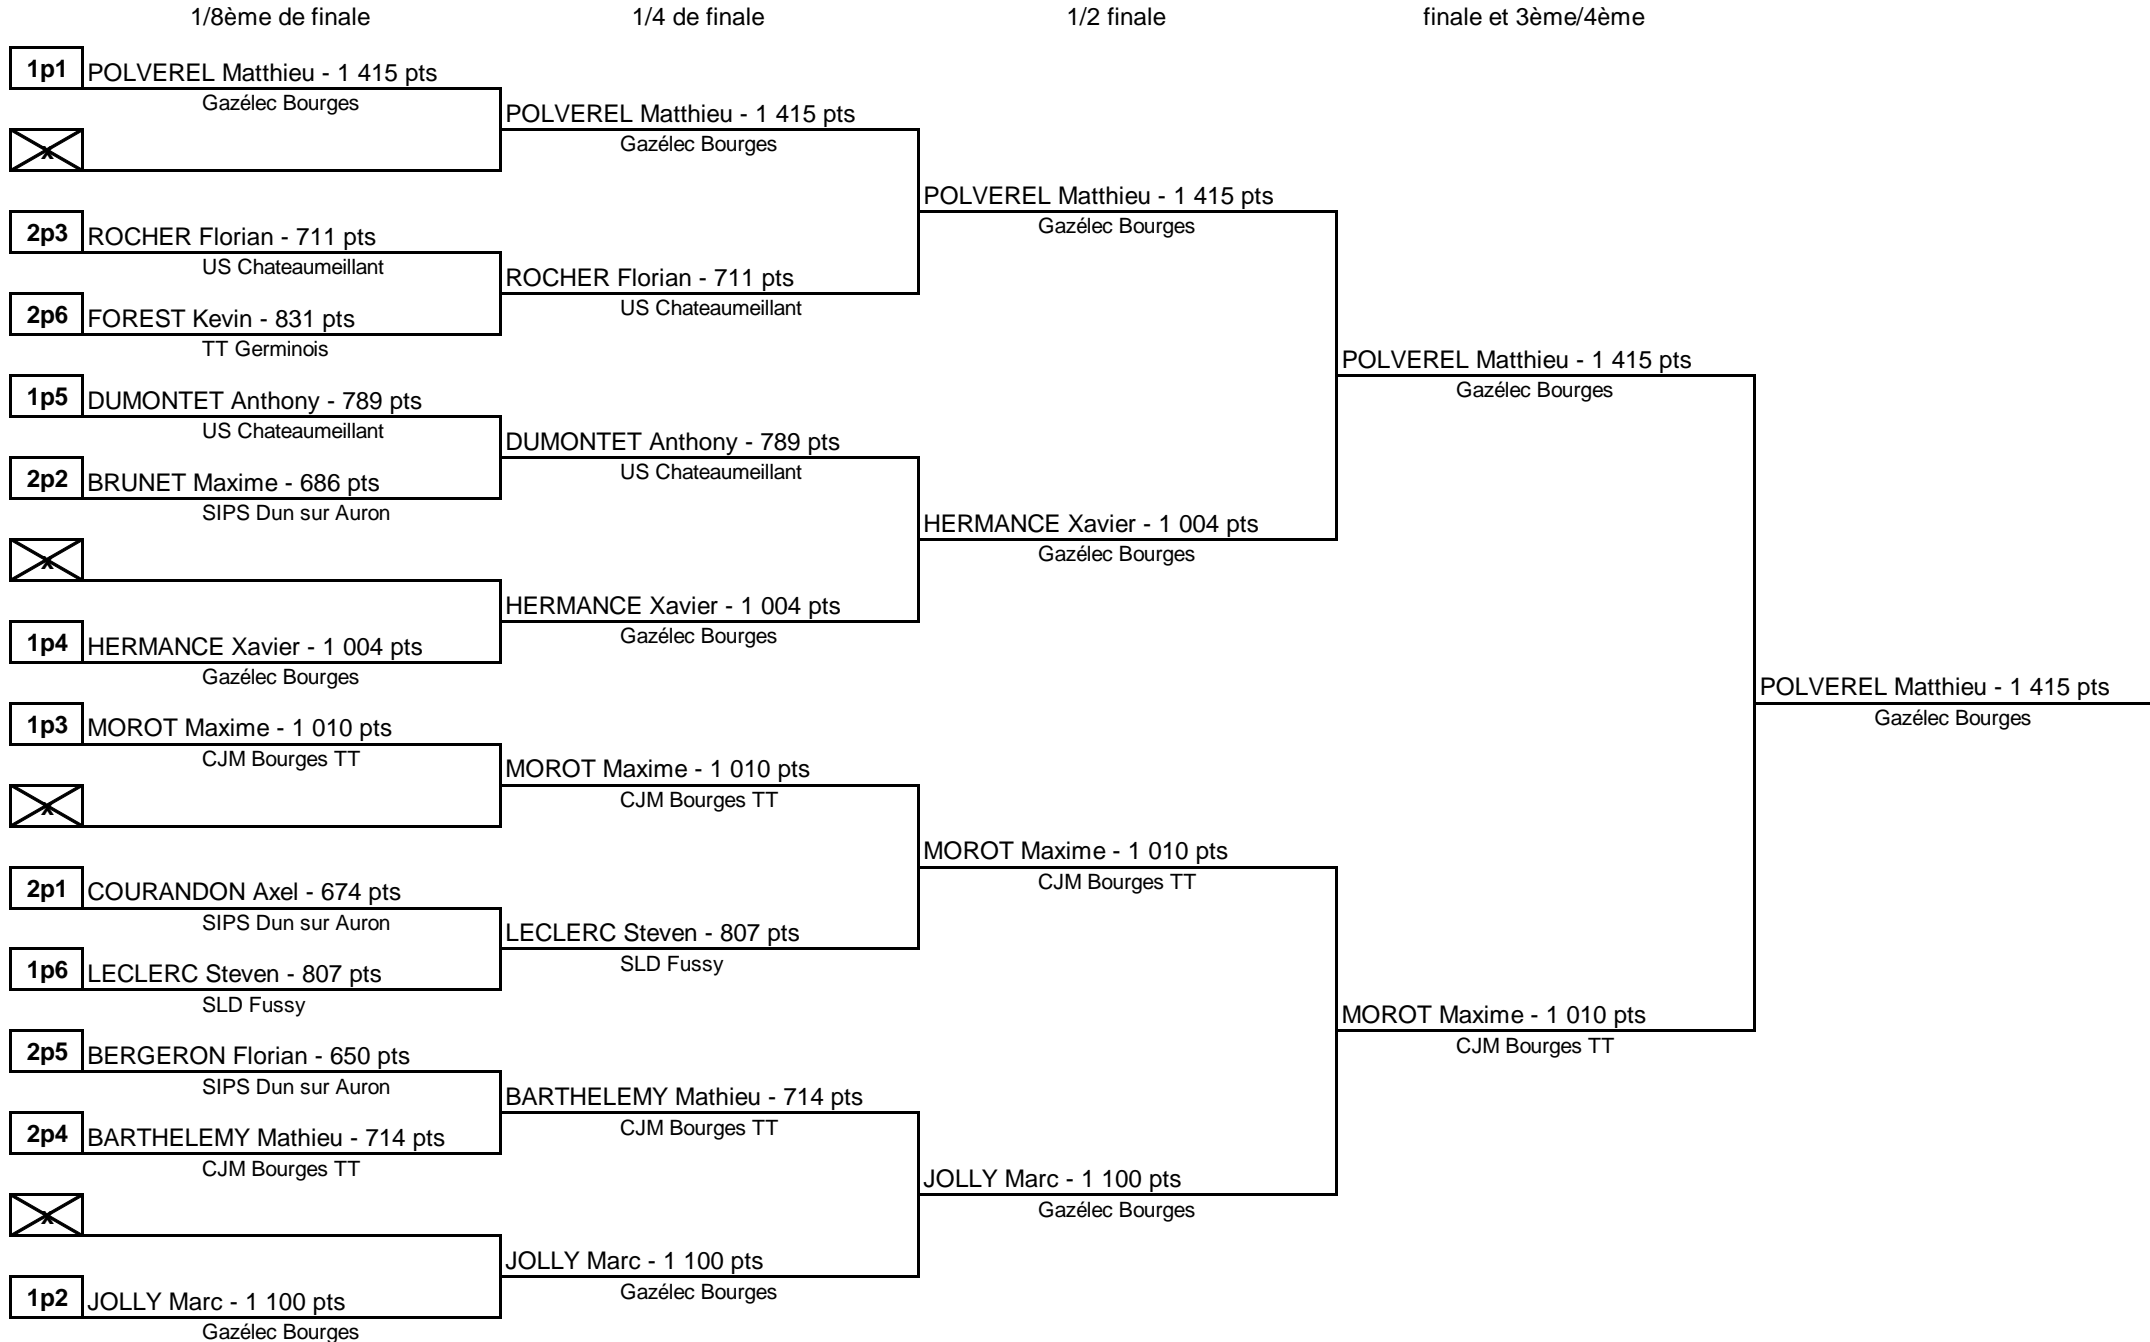 1/8ème de finale
1/4 de finale
1/2 finale
finale et 3ème/4ème
1p1 POLVEREL Matthieu - 1 415 pts
Gazélec Bourges
x
2p3 ROCHER Florian - 711 pts
US Chateaumeillant
2p6 FOREST Kevin - 831 pts
TT Germinois
1p5 DUMONTET Anthony - 789 pts
US Chateaumeillant
2p2 BRUNET Maxime - 686 pts
SIPS Dun sur Auron
x
1p4 HERMANCE Xavier - 1 004 pts
Gazélec Bourges
1p3 MOROT Maxime - 1 010 pts
CJM Bourges TT
x
2p1 COURANDON Axel - 674 pts
SIPS Dun sur Auron
1p6 LECLERC Steven - 807 pts
SLD Fussy
2p5 BERGERON Florian - 650 pts
SIPS Dun sur Auron
2p4 BARTHELEMY Mathieu - 714 pts
CJM Bourges TT
x
1p2 JOLLY Marc - 1 100 pts
Gazélec Bourges
POLVEREL Matthieu - 1 415 pts
Gazélec Bourges
ROCHER Florian - 711 pts
US Chateaumeillant
DUMONTET Anthony - 789 pts
US Chateaumeillant
HERMANCE Xavier - 1 004 pts
Gazélec Bourges
MOROT Maxime - 1 010 pts
CJM Bourges TT
LECLERC Steven - 807 pts
SLD Fussy
BARTHELEMY Mathieu - 714 pts
CJM Bourges TT
JOLLY Marc - 1 100 pts
Gazélec Bourges
POLVEREL Matthieu - 1 415 pts
Gazélec Bourges
HERMANCE Xavier - 1 004 pts
Gazélec Bourges
MOROT Maxime - 1 010 pts
CJM Bourges TT
JOLLY Marc - 1 100 pts
Gazélec Bourges
POLVEREL Matthieu - 1 415 pts
Gazélec Bourges
MOROT Maxime - 1 010 pts
CJM Bourges TT
POLVEREL Matthieu - 1 415 pts
Gazélec Bourges